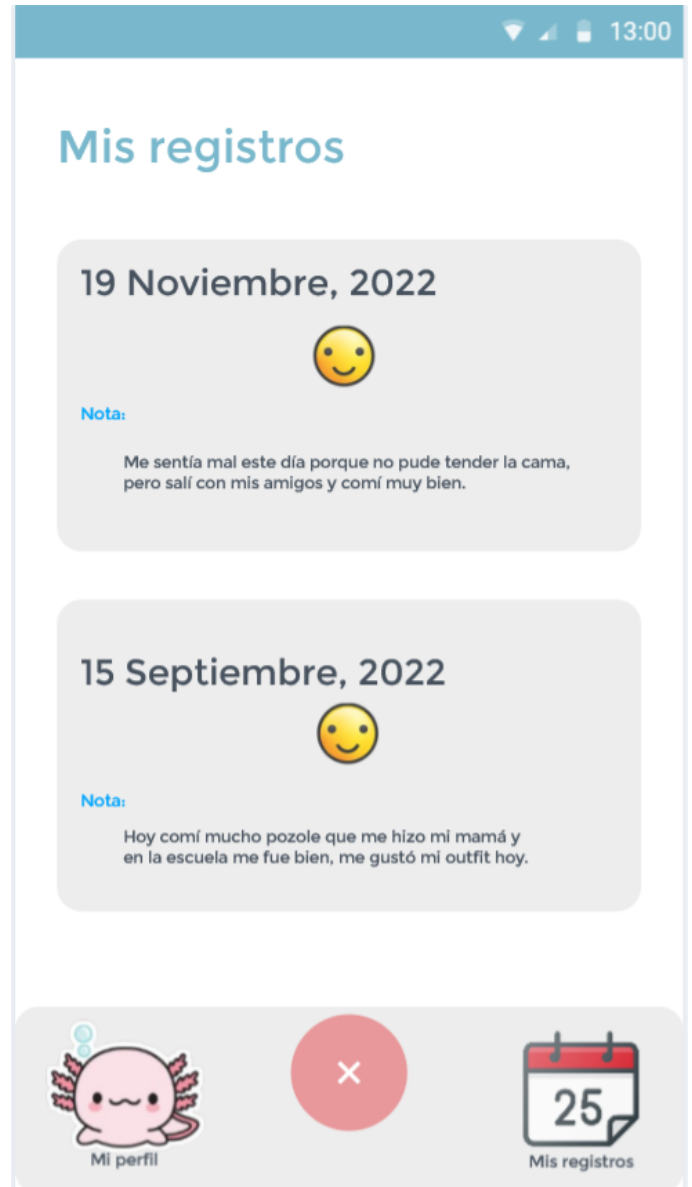 13:00
Mis registros
19 Noviembre, 2022
Nota:
Me sentía mal este día porque no pude tender la cama,
pero salí con mis amigos y comí muy bien.
15 Septiembre, 2022
Nota:
Hoy comí mucho pozole que me hizo mi mamá y
en la escuela me fue bien, me gustó mi outfit hoy.
25
Mi perfil
Mis registros